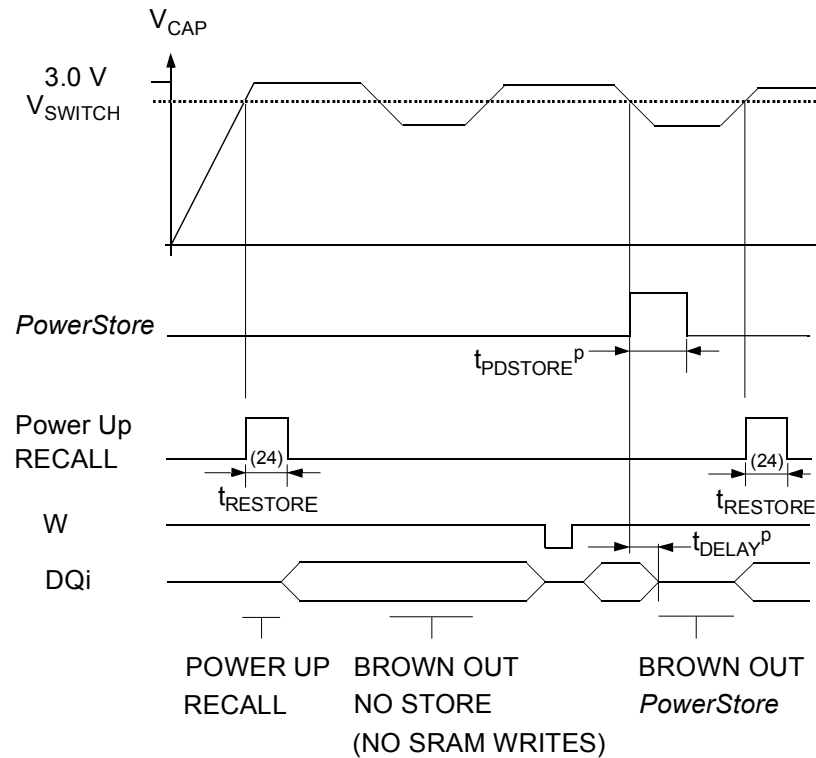 VCAP
3.0 V
VSWITCH
PowerStore
tPDSTOREp
Power Up
RECALL
(24)
(24)
tRESTORE
tRESTORE
W
tDELAYp
DQi
POWER UP
RECALL
BROWN OUT
NO STORE
(NO SRAM WRITES)
BROWN OUT
PowerStore